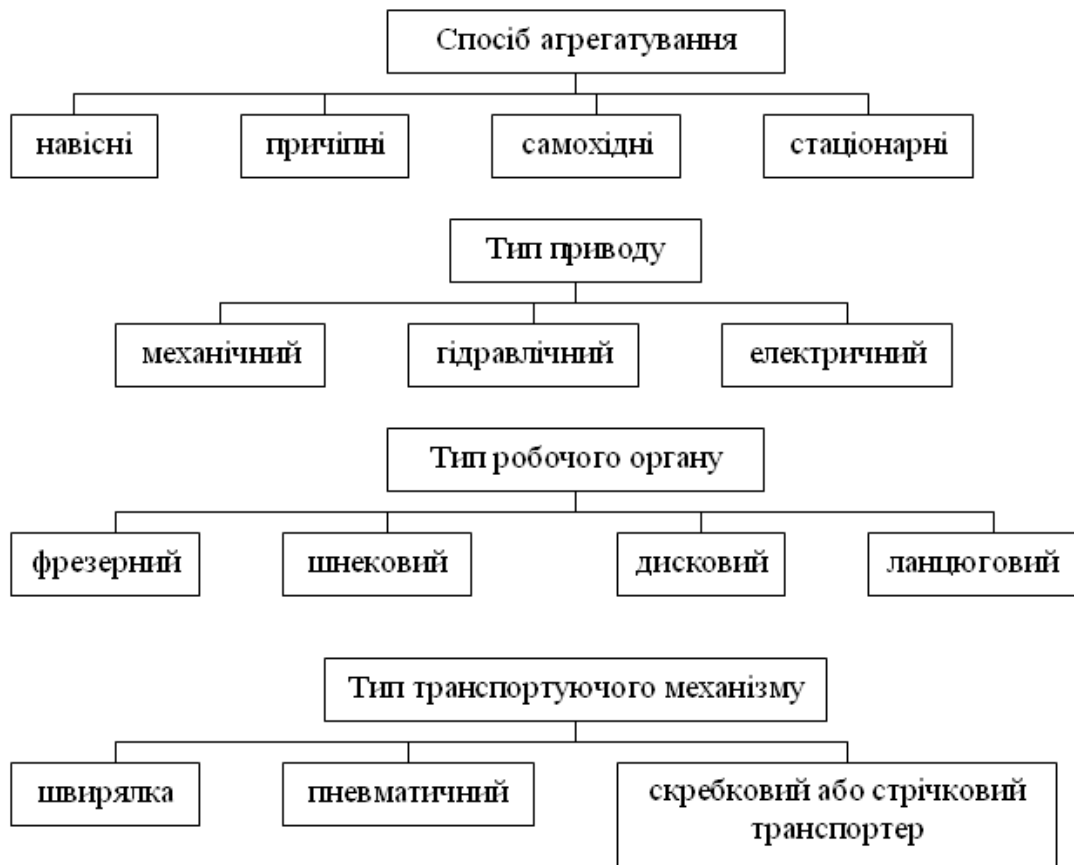 Спосіб агрегатування
навісні
причіпні
самохідні
стаціонарні
Тип приводу
механічний
гідравлічний
електричний
Тип робочого органу
фрезерний
шнековий
дисковий
ланцюговий
Тип транспортуючого механізму
швирялка
пневматичний
скребковий або стрічковий
транспортер